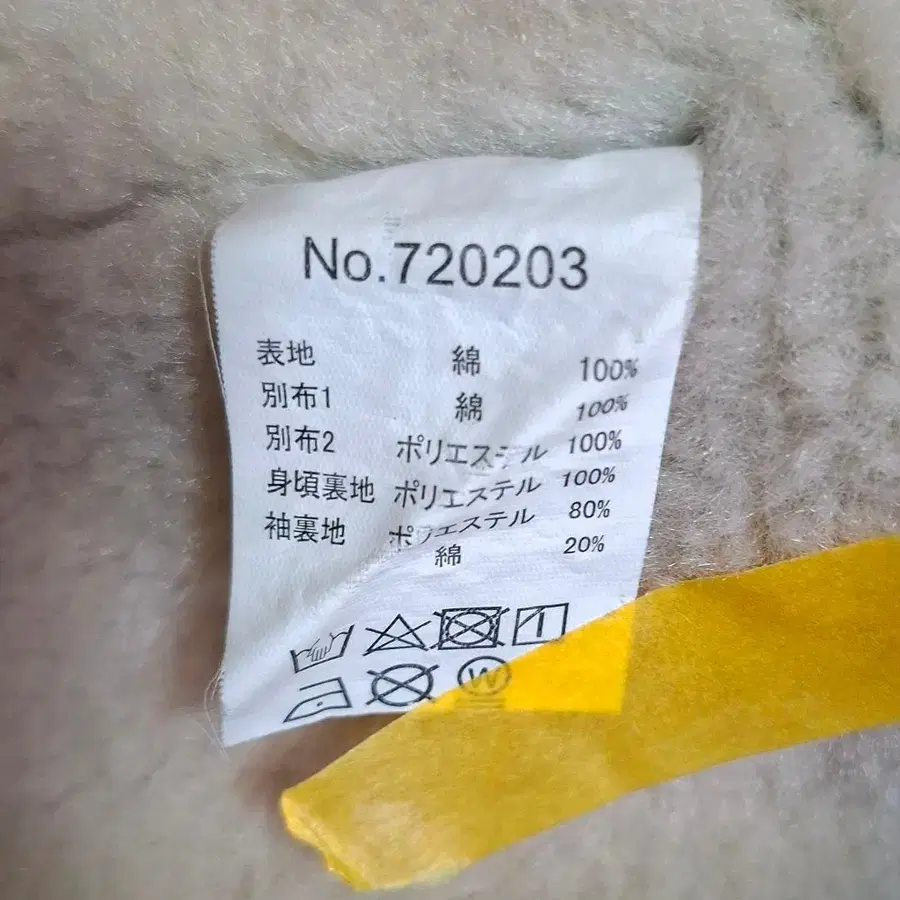 No.720203
表地 綿 100%
別布1 綿 100%
別布2 ポリエステル 100%
身頃裏地 ポリエステル 100%
袖裏地 ポリエステル 80%
綿 20%
W